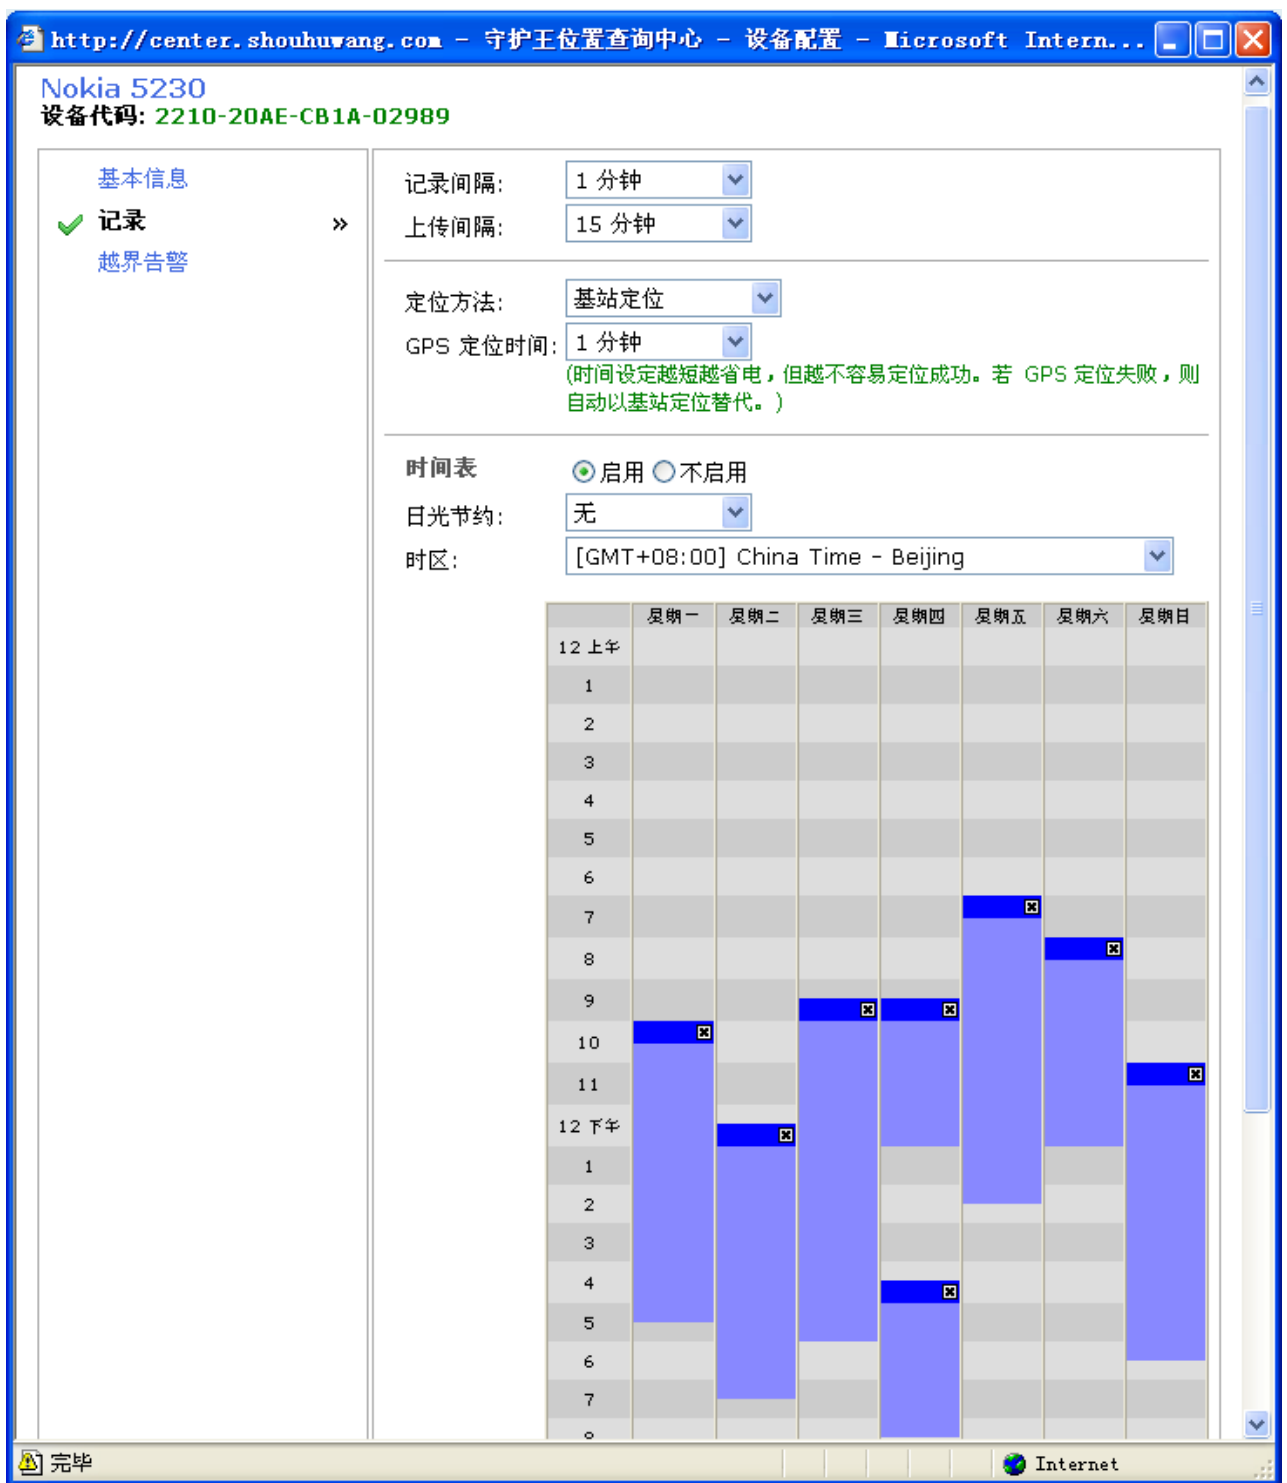 http://center.shouhuwang.com - 守护王位置查询中心 - 设备配置 - Microsoft Intern...
Nokia 5230
设备代码: 2210-20AE-CB1A-02989
基本信息
记录 »
越界告警
记录间隔: 1 分钟
上传间隔: 15 分钟
定位方法: 基站定位
GPS 定位时间: 1 分钟
(时间设定越短越省电，但越不容易定位成功。若 GPS 定位失败，则
自动以基站定位替代。)
时间表 启用 不启用
日光节约: 无
时区: [GMT+08:00] China Time - Beijing
星期一 星期二 星期三 星期四 星期五 星期六 星期日
12 上午
1
2
3
4
5
6
7
8
9
10
11
12 下午
1
2
3
4
5
6
7
完毕 Internet